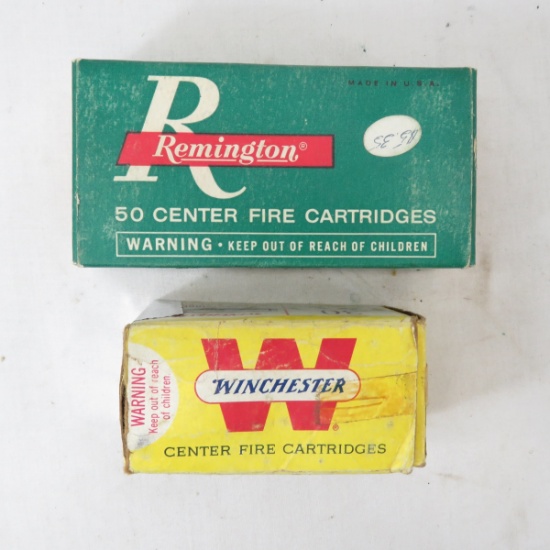 MADE IN U.S.A.
R
Remington®
50 CENTER FIRE CARTRIDGES
WARNING • KEEP OUT OF REACH OF CHILDREN
WARNING-
Keep out of reach
of children.
W
WINCHESTER
®
CENTER FIRE CARTRIDGES